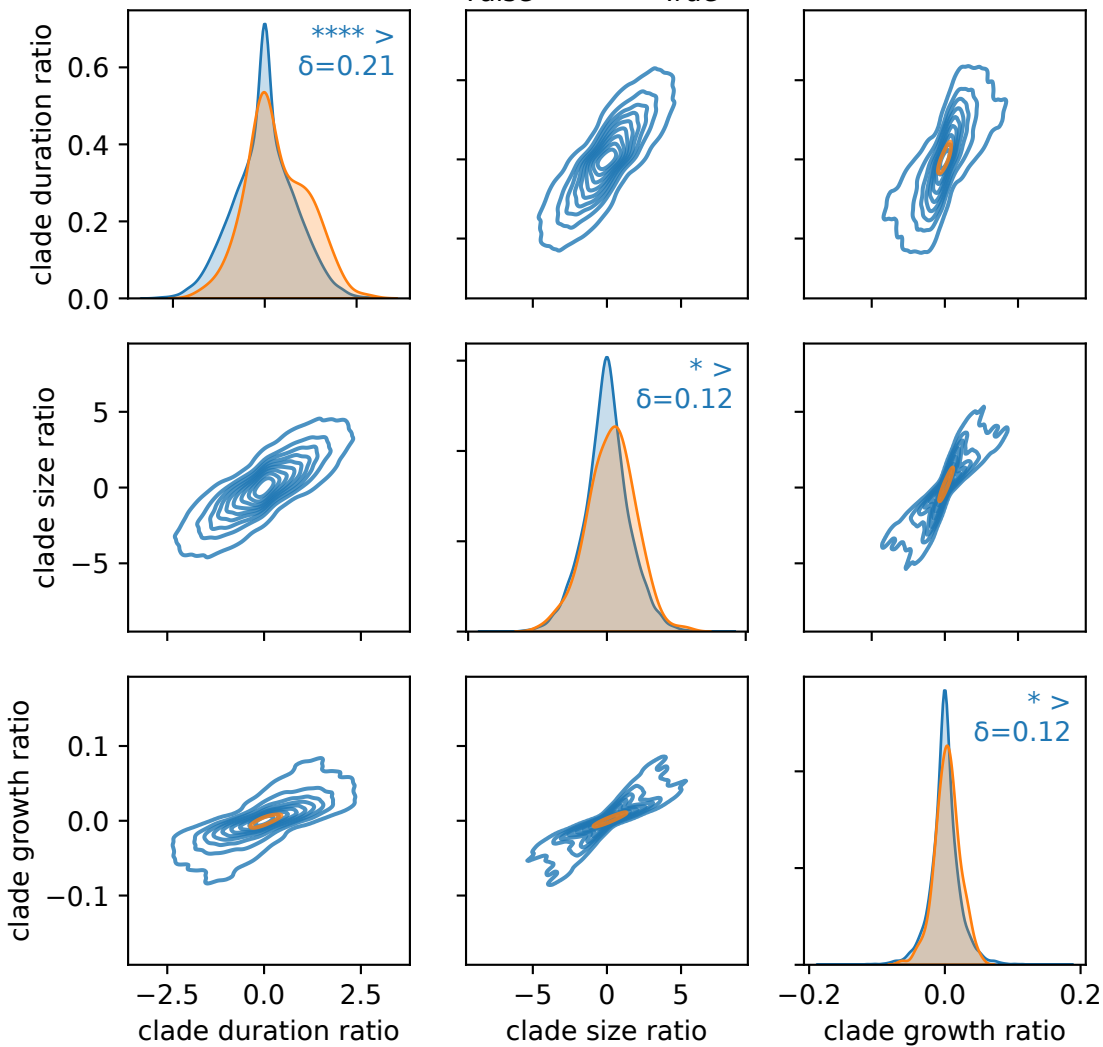 clade duration ratio
0.6
0.4
0.2
0.0
**** >
δ=0.21
clade size ratio
5
0
−5
* >
δ=0.12
clade growth ratio
0.1
0.0
−0.1
* >
δ=0.12
−2.5 0.0 2.5
−5 0 5
−0.2 0.0 0.2
clade duration ratio
clade size ratio
clade growth ratio